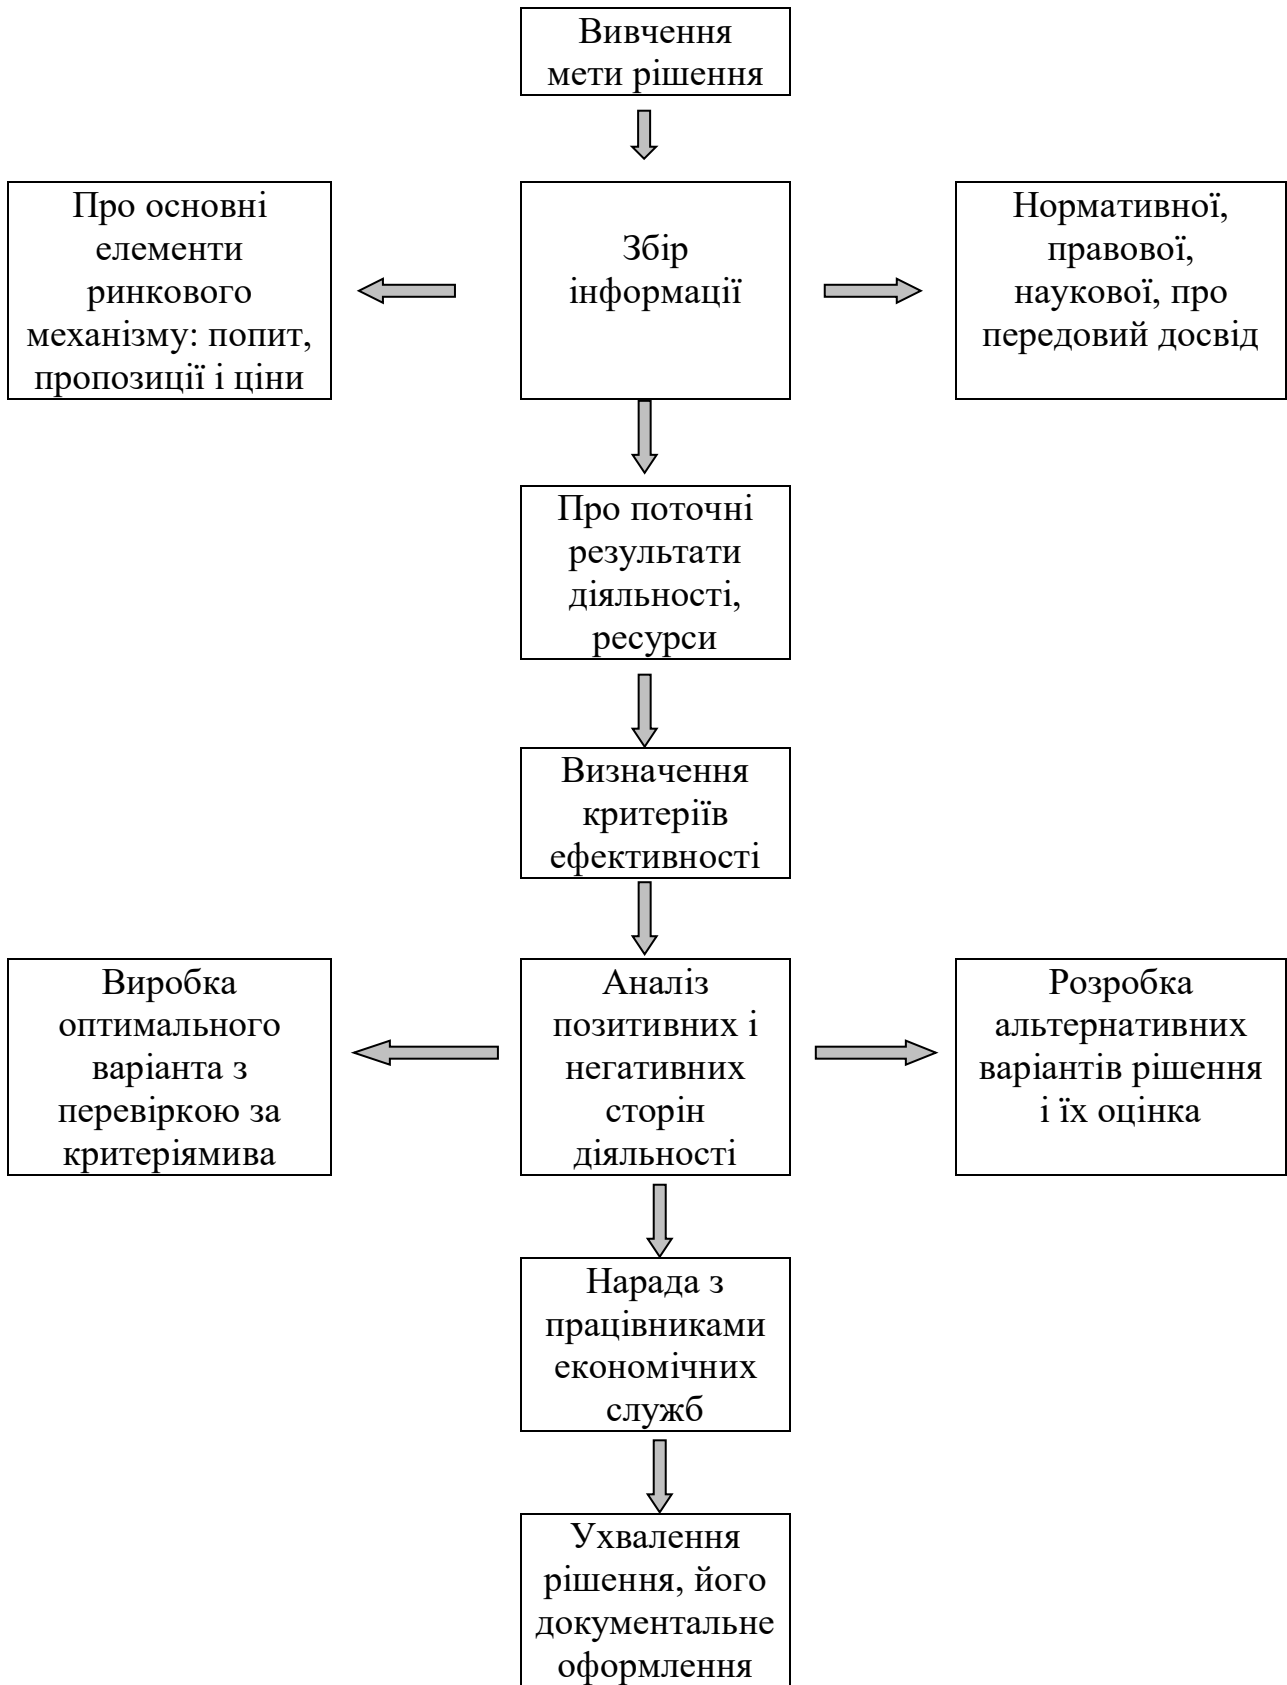 Вивчення
мети рішення
Про основні
елементи
ринкового
механізму: попит,
пропозиції і ціни
Збір
інформації
Нормативної,
правової,
наукової, про
передовий досвід
Про поточні
результати
діяльності,
ресурси
Визначення
критеріїв
ефективності
Виробка
оптимального
варіанта з
перевіркою за
критеріямива
Аналіз
позитивних і
негативних
сторін
діяльності
Розробка
альтернативних
варіантів рішення
і їх оцінка
Нарада з
працівниками
економічних
служб
Ухвалення
рішення, його
документальне
оформлення